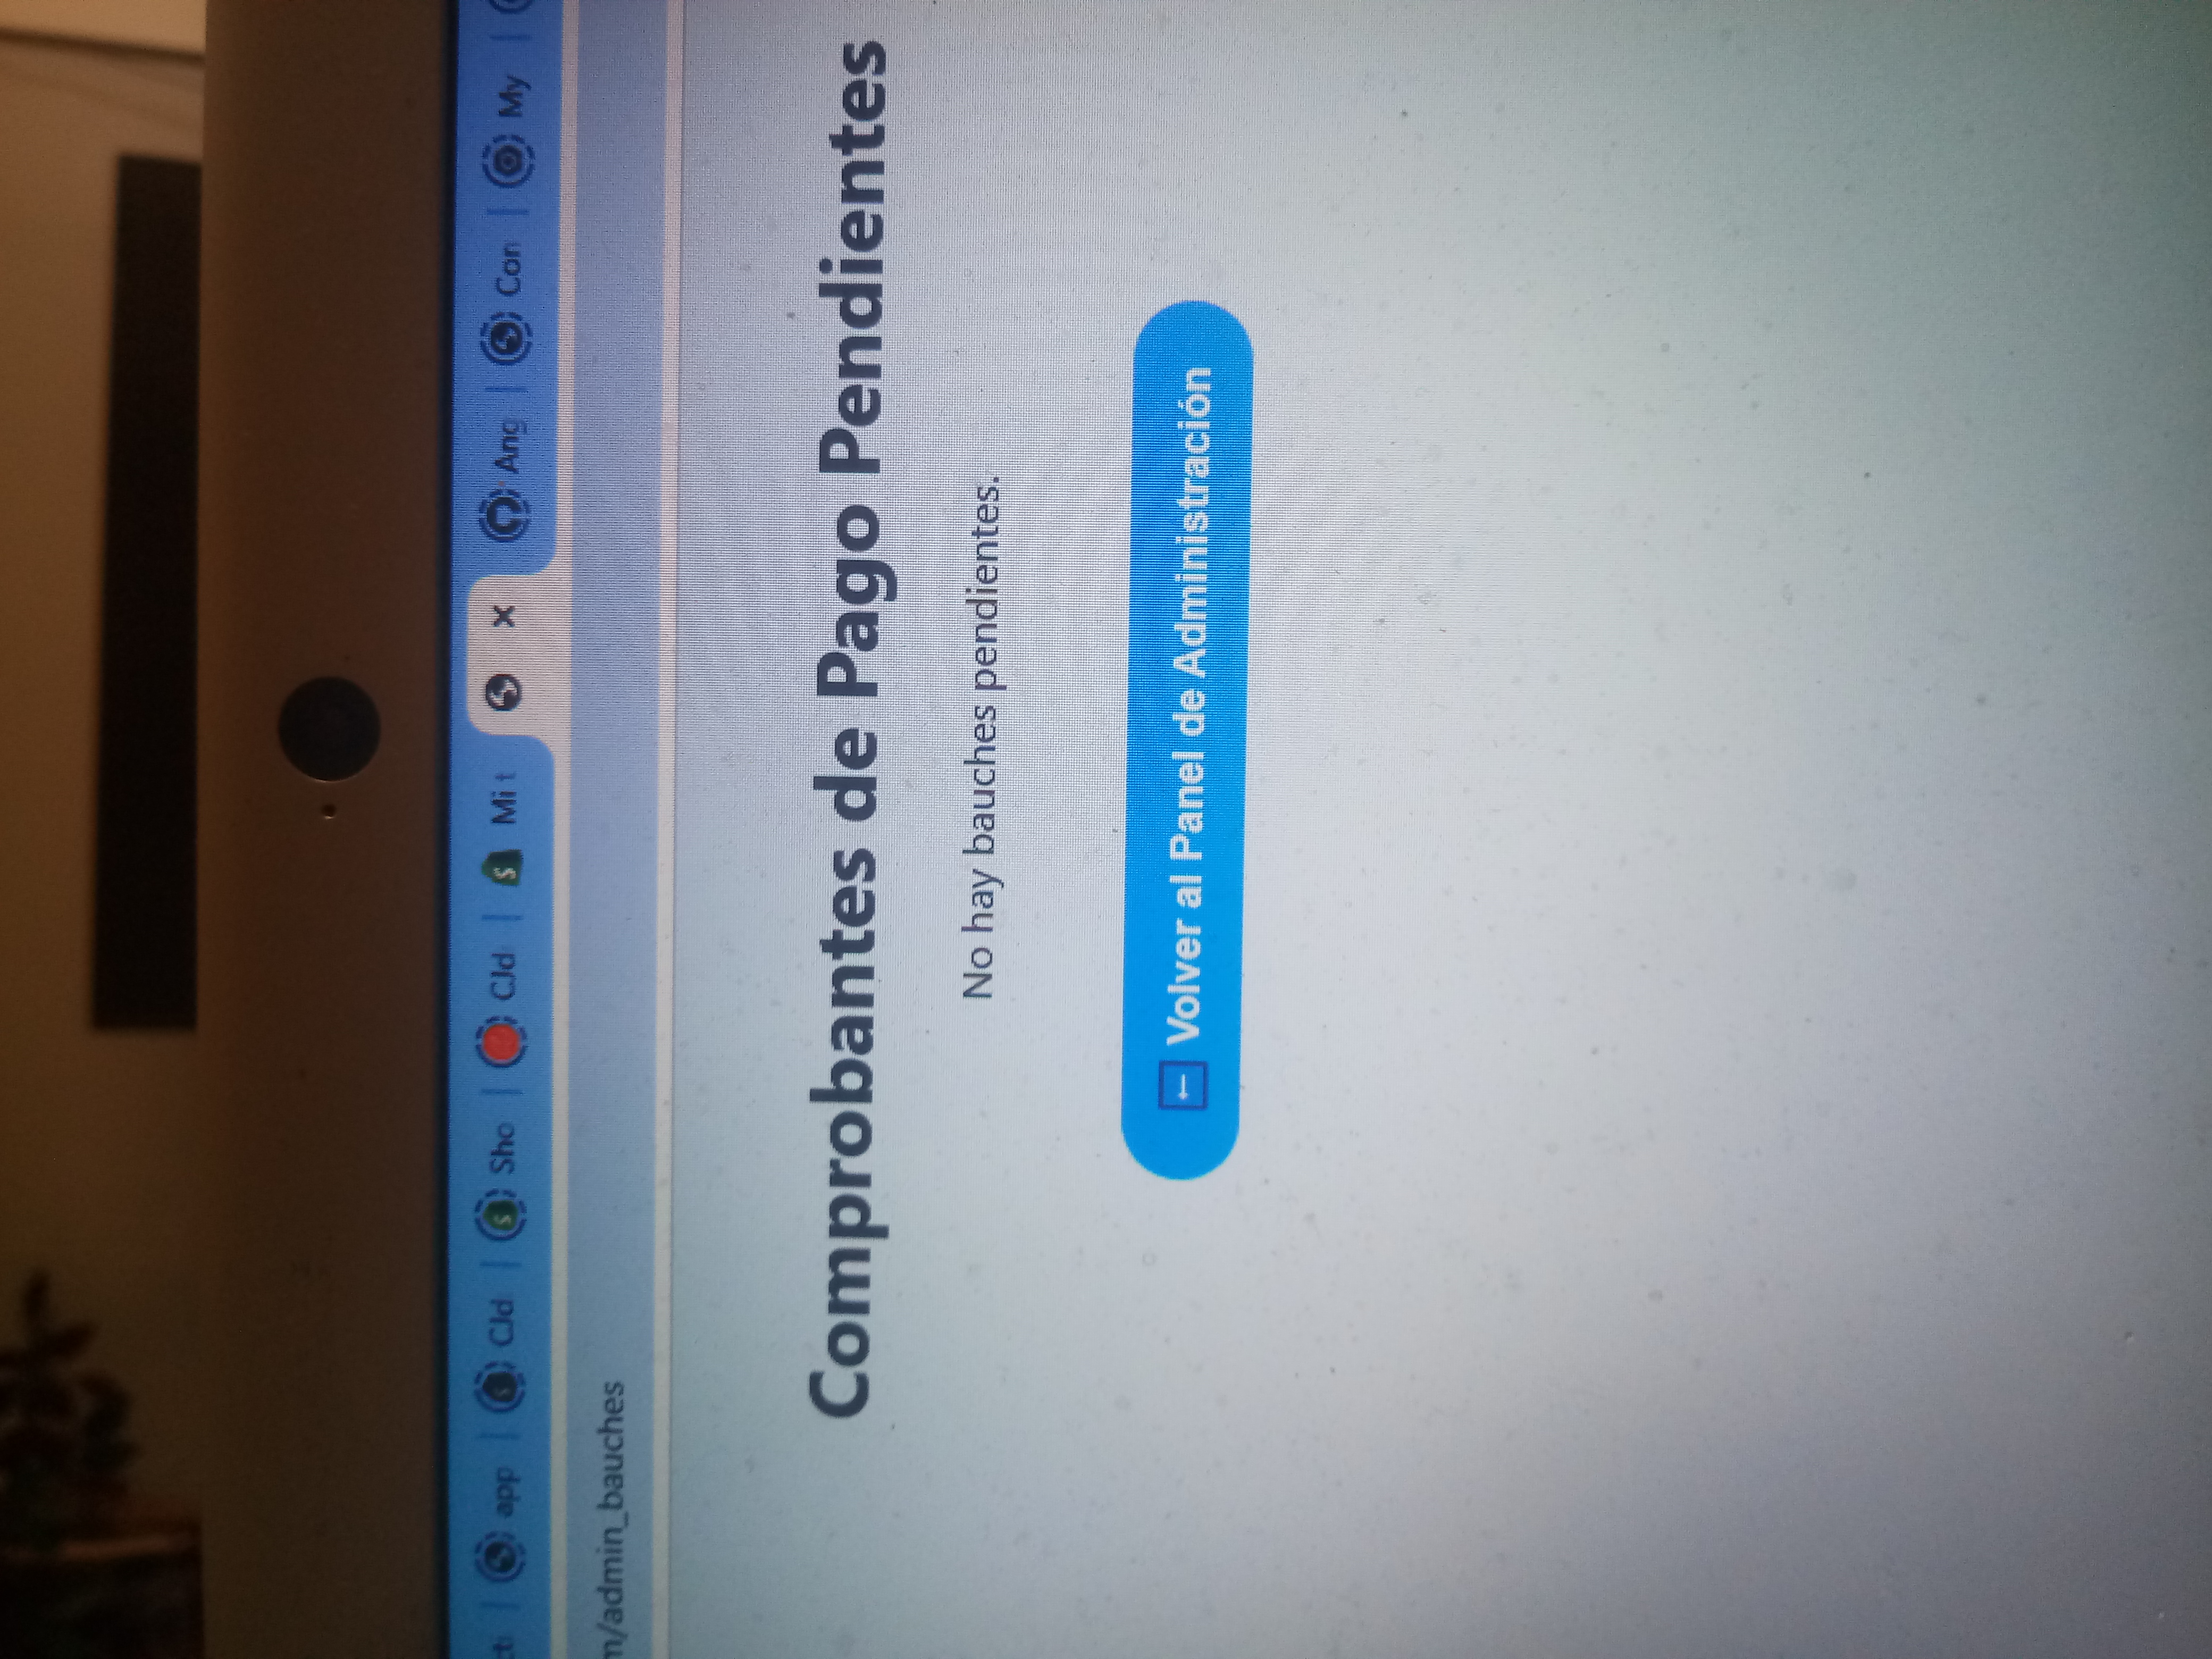 app
CJd
Sho
CJd
Mi t
Ang
Con
My
m/admin_bauches
Comprobantes de Pago Pendientes
No hay bauches pendientes.
← Volver al Panel de Administración